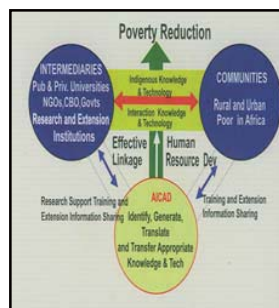 Poverty Reduction
INTERMEDIARIES
Pub & Priv. Universities
NGOs,CBO,Govts
Research and Extension
Institutions
Indigenous Knowledge
& Technology
Interaction Knowledge
& Technology
COMMUNITIES
Rural and Urban
Poor in Africa
Effective
Linkage
Human
Resource Dev
Research Support Training and
Extension Information Sharing
Training and Extension
Information Sharing
AICAD
Identify, Generate,
Translate
and Transfer Appropriate
Knowledge & Tech